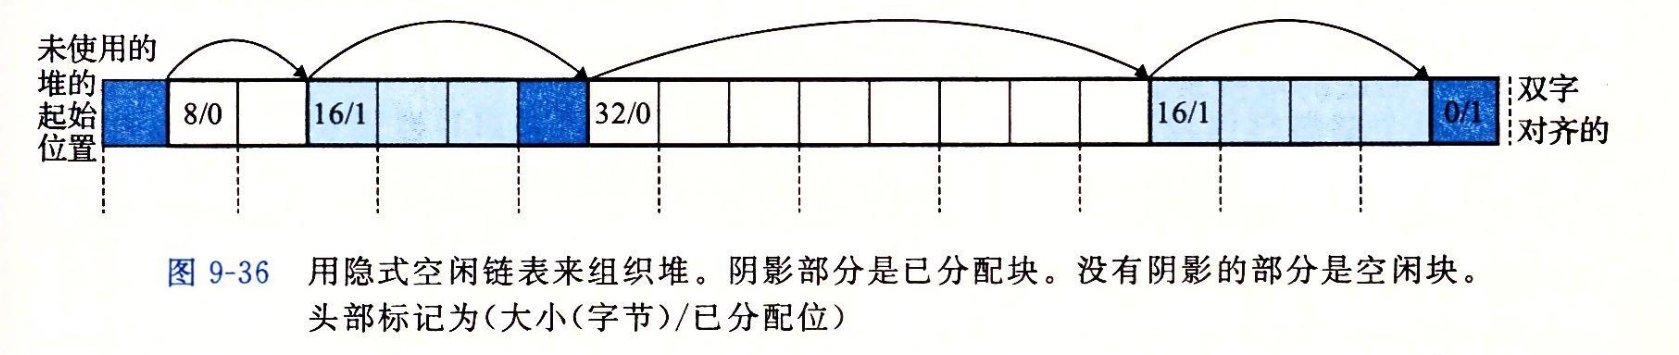 未使用的
堆的
起始
位置
8/0
16/1
32/0
16/1
0/1
双字
对齐的
图 9-36 用隐式空闲链表来组织堆。阴影部分是已分配块。没有阴影的部分是空闲块。
头部标记为(大小(字节)/已分配位)